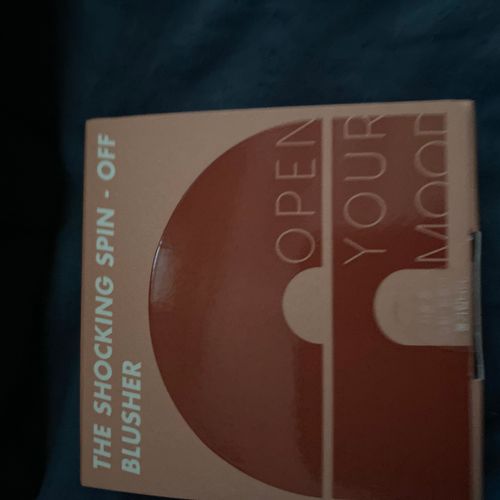 THE SHOCKING SPIN - OFF
BLUSHER
OPEN
YOUR
MOOD